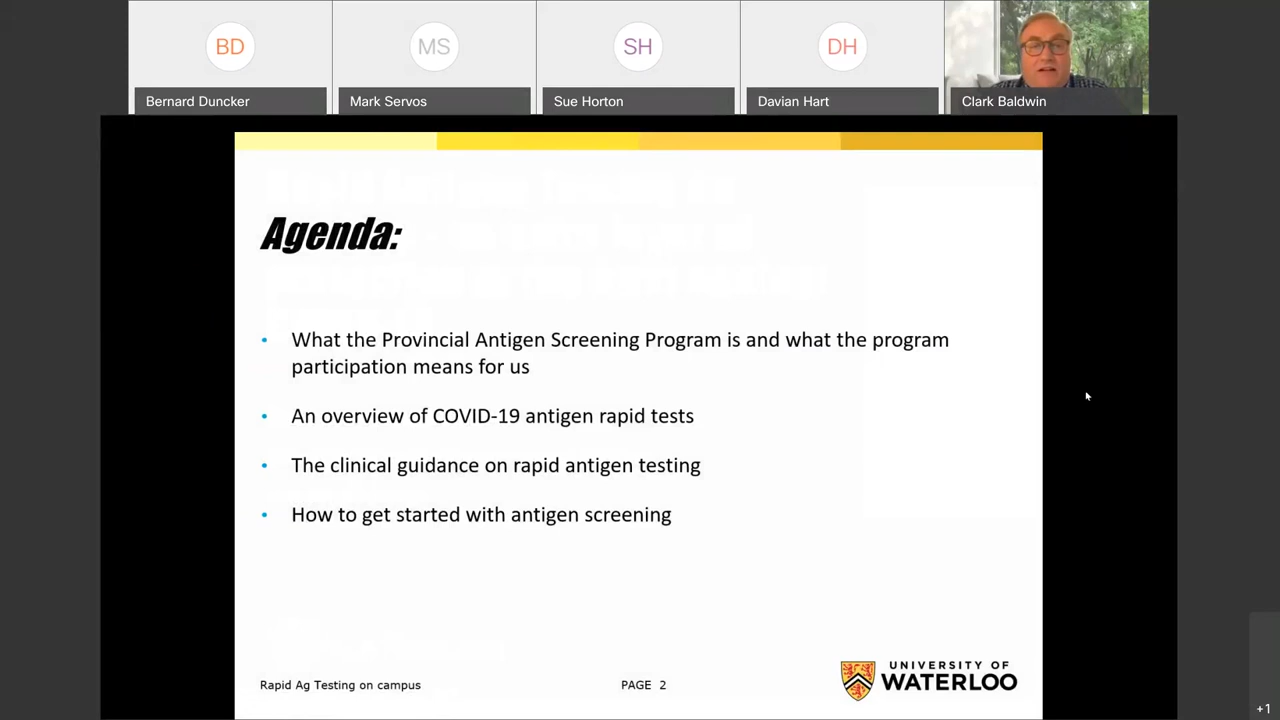 BD
MS
SH
DH
Bernard Duncker
Mark Servos
Sue Horton
Davian Hart
Clark Baldwin
Agenda:
• What the Provincial Antigen Screening Program is and what the program
participation means for us
• An overview of COVID-19 antigen rapid tests
• The clinical guidance on rapid antigen testing
• How to get started with antigen screening
Rapid Ag Testing on campus
PAGE 2
UNIVERSITY OF
WATERLOO
+1